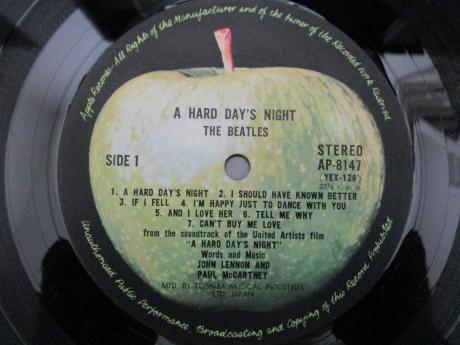 Apple Records-All Rights of the Manufacturer and of the Owner of the Recorded Work Reserved
A HARD DAY'S NIGHT
THE BEATLES
SIDE 1
STEREO
AP-8147
(YEX-126)
33⅓ r.p.m.
1. A HARD DAY'S NIGHT 2. I SHOULD HAVE KNOWN BETTER
3. IF I FELL 4. I'M HAPPY JUST TO DANCE WITH YOU
5. AND I LOVE HER 6. TELL ME WHY
7. CAN'T BUY ME LOVE
from the soundtrack of the United Artists film
"A HARD DAY'S NIGHT"
Words and Music
JOHN LENNON AND
PAUL McCARTNEY
MFD. BY TOSHIBA MUSICAL INDUSTRIES
LTD. JAPAN
Unauthorised Public Performance, Broadcasting and Copying of this Record Prohibited